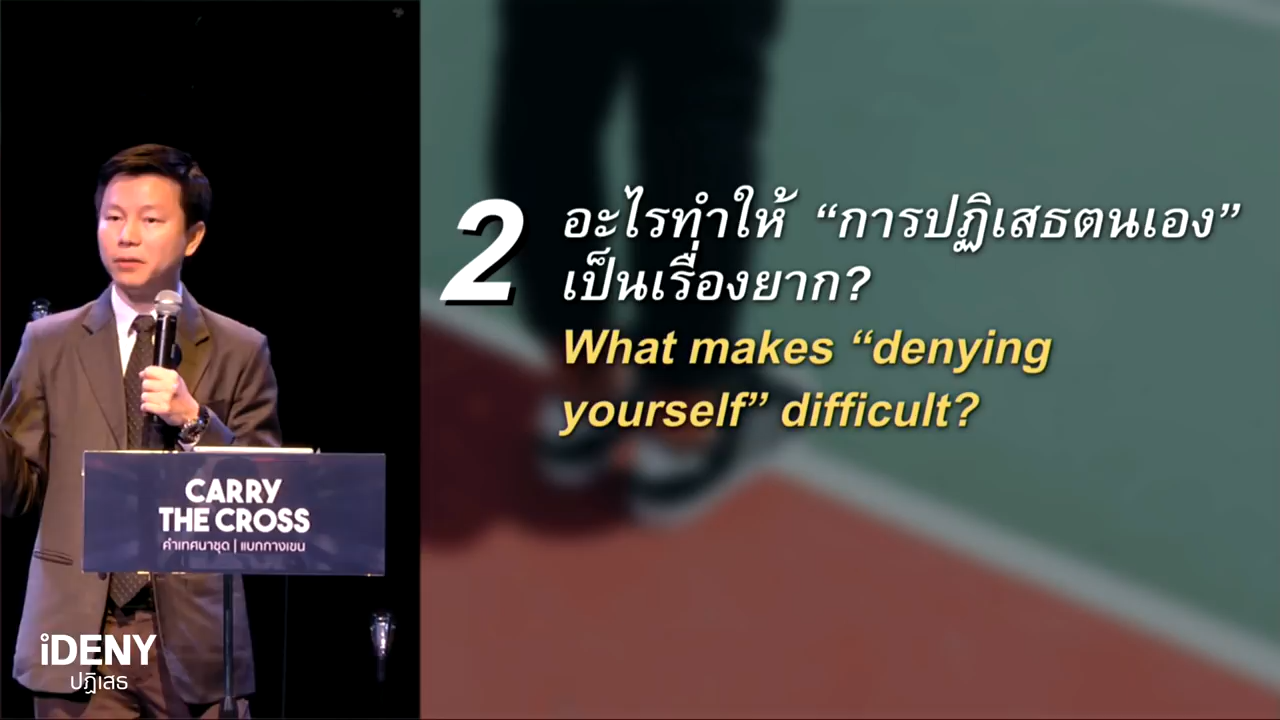 2
อะไรทำให้ “การปฏิเสธตนเอง”
เป็นเรื่องยาก?
What makes “denying
yourself” difficult?
CARRY
THE CROSS
คำเทศนาชุด | แบกกางเขน
iDENY
ปฏิเสธ